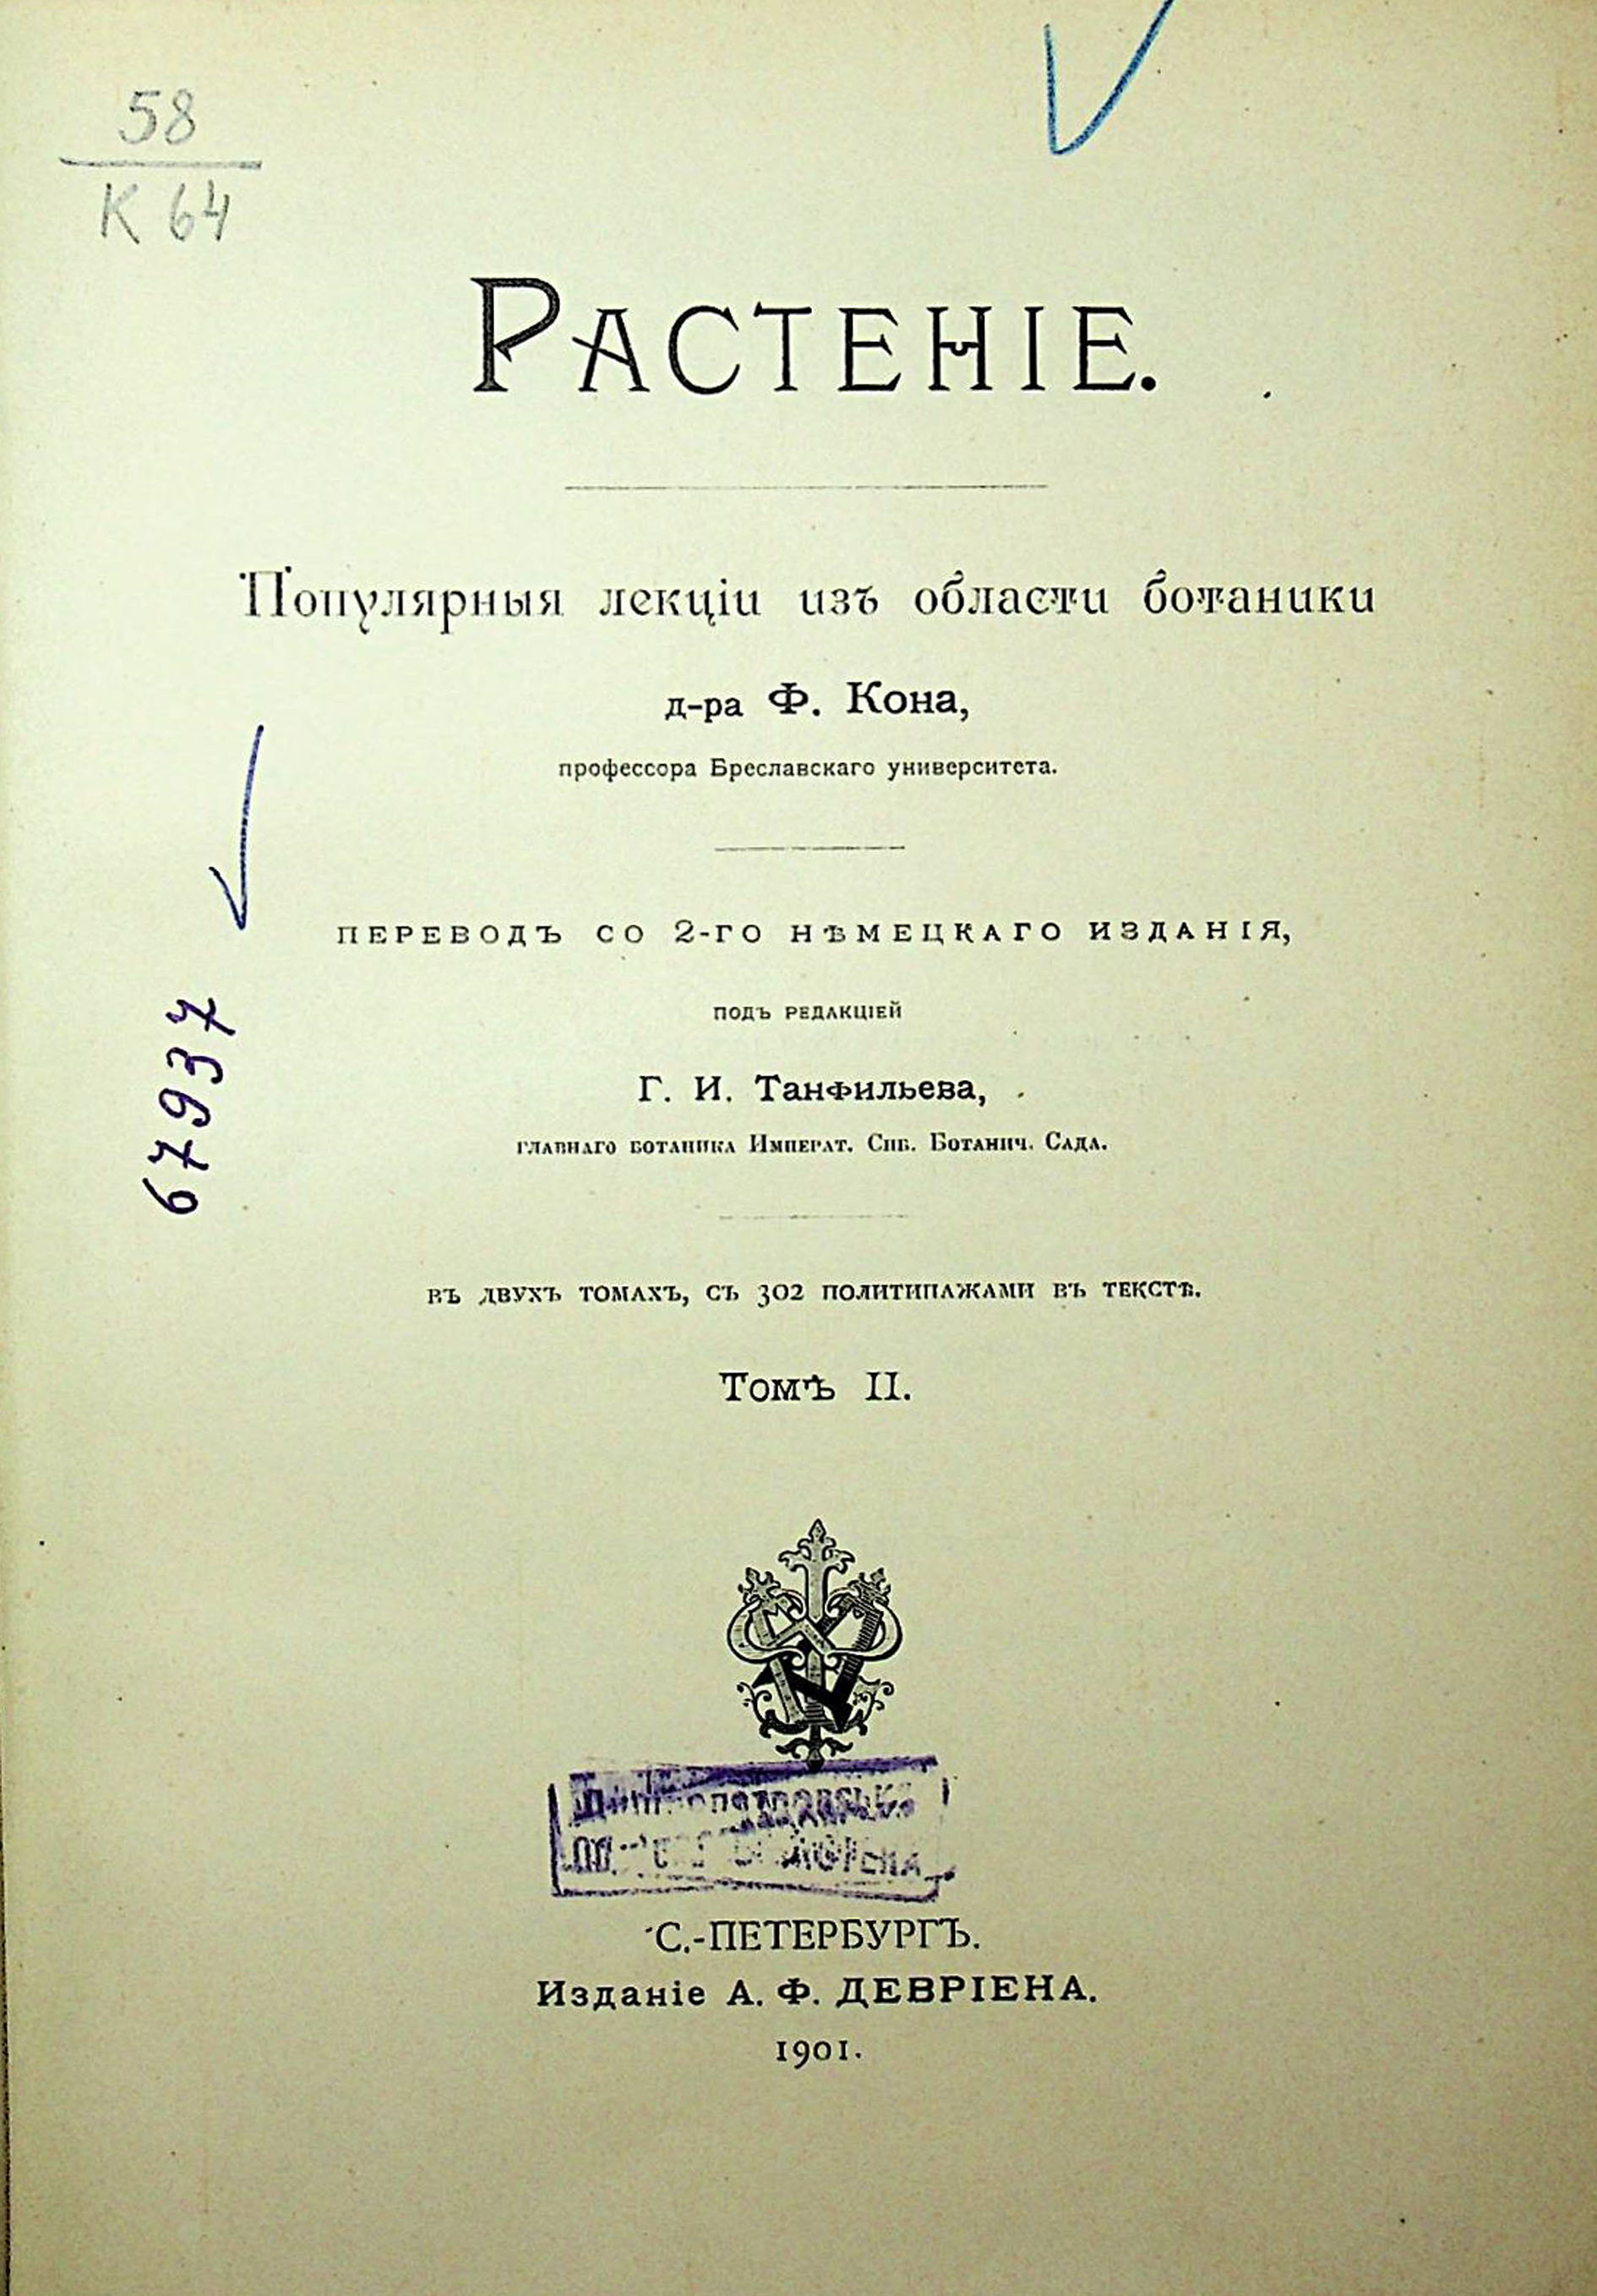 58
К 64
РАСТЕНІЕ.
Популярныя лекціи изъ области ботаники
д-ра Ф. Кона,
профессора Бреславскаго университета.
ПЕРЕВОДЪ СО 2-ГО НѢМЕЦКАГО ИЗДАНІЯ,
ПОДЪ РЕДАКЦІЕЙ
Г. И. Танфильева,
ГЛАВНАГО БОТАНИКА ИМПЕРАТ. СПБ. БОТАНИЧ. САДА.
67937
ВЪ ДВУХЪ ТОМАХЪ, СЪ 302 ПОЛИТИПАЖАМИ ВЪ ТЕКСТѢ.
Томъ II.
С.-ПЕТЕРБУРГЪ.
Изданіе А. Ф. ДЕВРІЕНА.
1901.